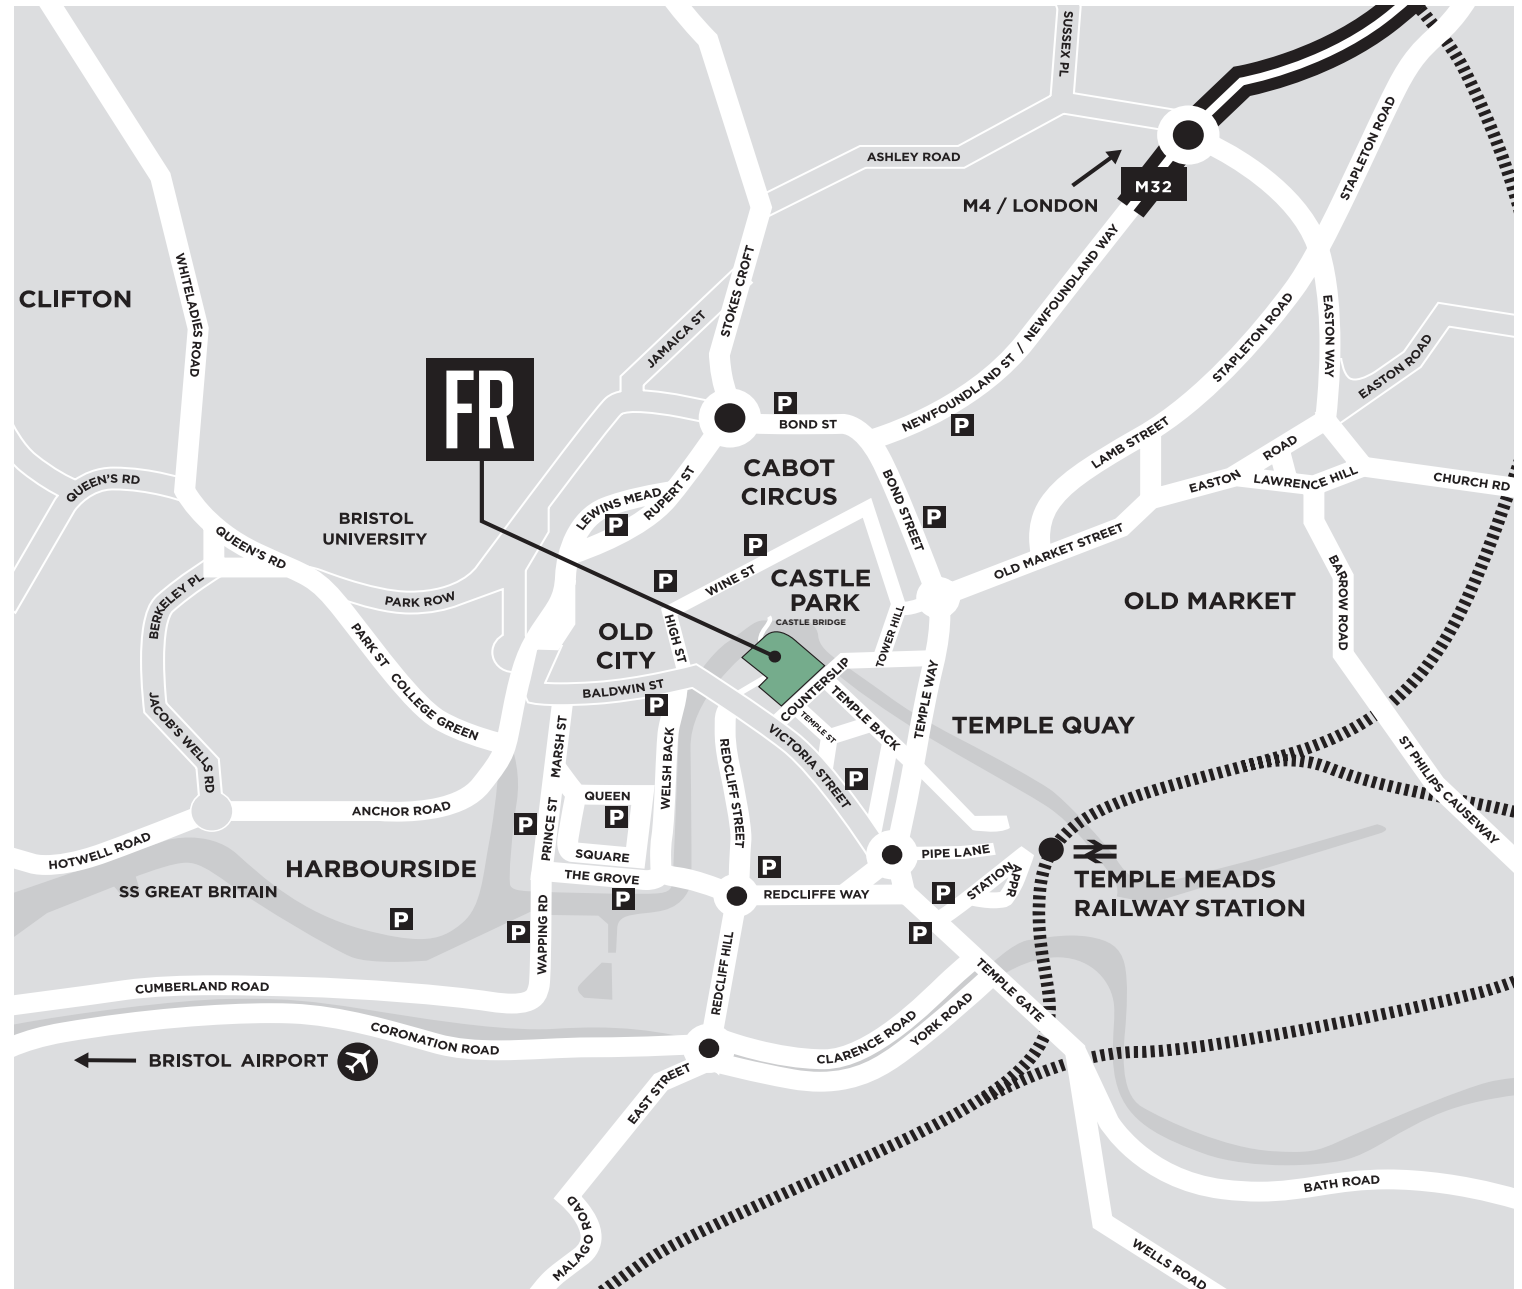 SUSSEX PL
STAPLETON ROAD
ASHLEY ROAD
M32
M4 / LONDON
WHITELADIES ROAD
CLIFTON
STOKES CROFT
NEWFOUNDLAND ST / NEWFOUNDLAND WAY
STAPLETON ROAD
EASTON WAY
JAMAICA ST
EASTON ROAD
FR
P
BOND ST
P
LAMB STREET
CABOT
CIRCUS
EASTON ROAD
LAWRENCE HILL
CHURCH RD
QUEEN'S RD
LEWINS MEAD
RUPERT ST
P
BOND STREET
P
BRISTOL
UNIVERSITY
QUEEN'S RD
P
OLD MARKET STREET
WINE ST
P
CASTLE
PARK
CASTLE BRIDGE
BERKELEY PL
PARK ROW
OLD MARKET
BARROW ROAD
OLD
CITY
HIGH ST
TOWER HILL
PARK ST
COLLEGE GREEN
BALDWIN ST
P
COUNTERSLIP
TEMPLE ST
TEMPLE BACK
TEMPLE WAY
TEMPLE QUAY
JACOB'S WELLS RD
MARSH ST
WELSH BACK
REDCLIFF STREET
VICTORIA STREET
P
ST PHILIPS CAUSEWAY
QUEEN
P
SQUARE
ANCHOR ROAD
P
PRINCE ST
HOTWELL ROAD
HARBOURSIDE
THE GROVE
P
P
PIPE LANE
STATION APPR
TEMPLE MEADS
RAILWAY STATION
SS GREAT BRITAIN
P
P
WAPPING RD
REDCLIFFE WAY
P
P
REDCLIFF HILL
CUMBERLAND ROAD
TEMPLE GATE
CORONATION ROAD
CLARENCE ROAD
YORK ROAD
BRISTOL AIRPORT
EAST STREET
BATH ROAD
MALAGO ROAD
WELLS ROAD